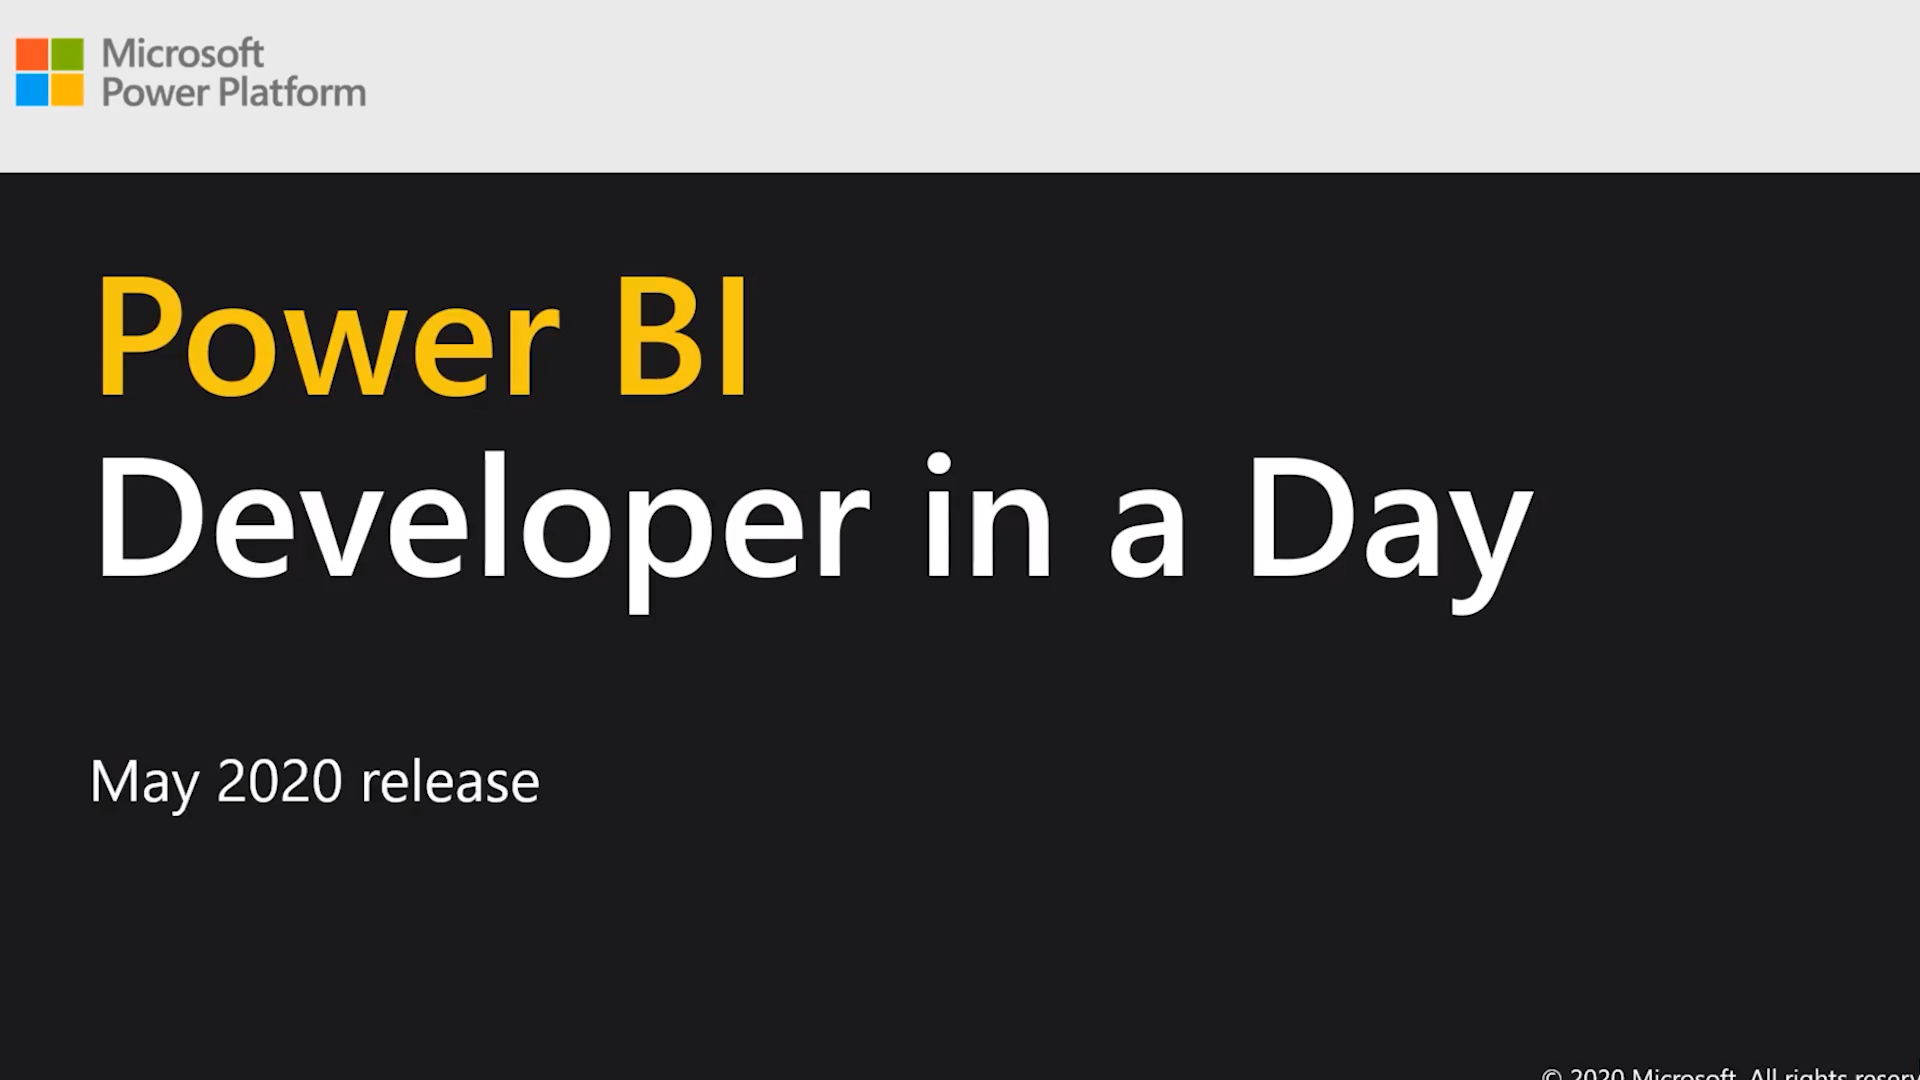 Microsoft
Power Platform
Power BI
Developer in a Day
May 2020 release
© 2020 Microsoft. All rights